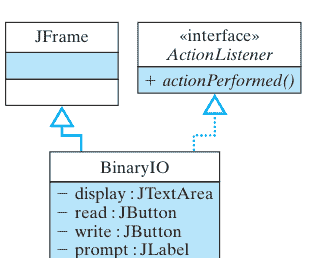 JFrame
«interface»
ActionListener
+ actionPerformed()
BinaryIO
− display : JTextArea
− read : JButton
− write : JButton
− prompt : JLabel